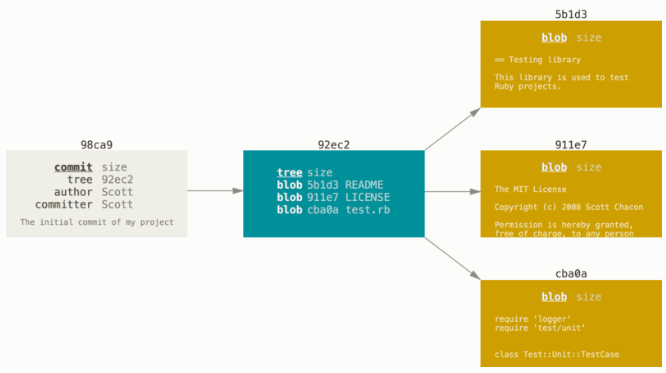 98ca9
commit size
tree 92ec2
author Scott
committer Scott
The initial commit of my project
92ec2
tree size
blob 5b1d3 README
blob 911e7 LICENSE
blob cba0a test.rb
5b1d3
blob size
== Testing library
This library is used to test
Ruby projects.
911e7
blob size
The MIT License
Copyright (c) 2008 Scott Chacon
Permission is hereby granted,
free of charge, to any person
cba0a
blob size
require 'logger'
require 'test/unit'
class Test::Unit::TestCase